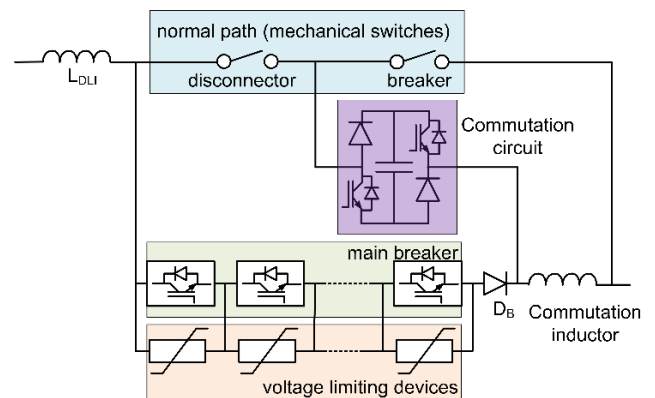 normal path (mechanical switches)
L_DLI
disconnector
breaker
Commutation
circuit
main breaker
D_B
Commutation
inductor
voltage limiting devices